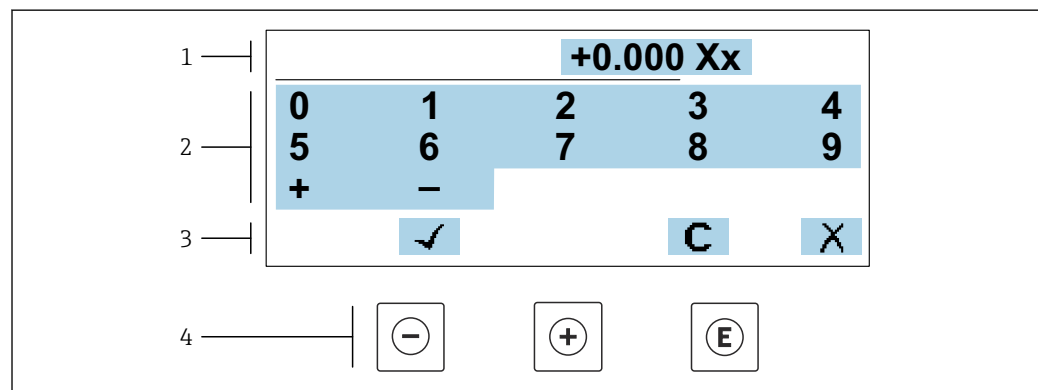 1 +0.000 Xx
0 1 2 3 4
2 5 6 7 8 9
+ −
3 ✓ C X
4 − + E